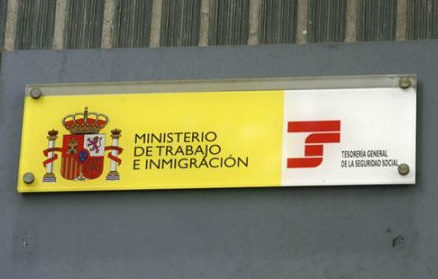 MINISTERIO
DE TRABAJO
E INMIGRACIÓN
TESORERÍA GENERAL
DE LA SEGURIDAD SOCIAL